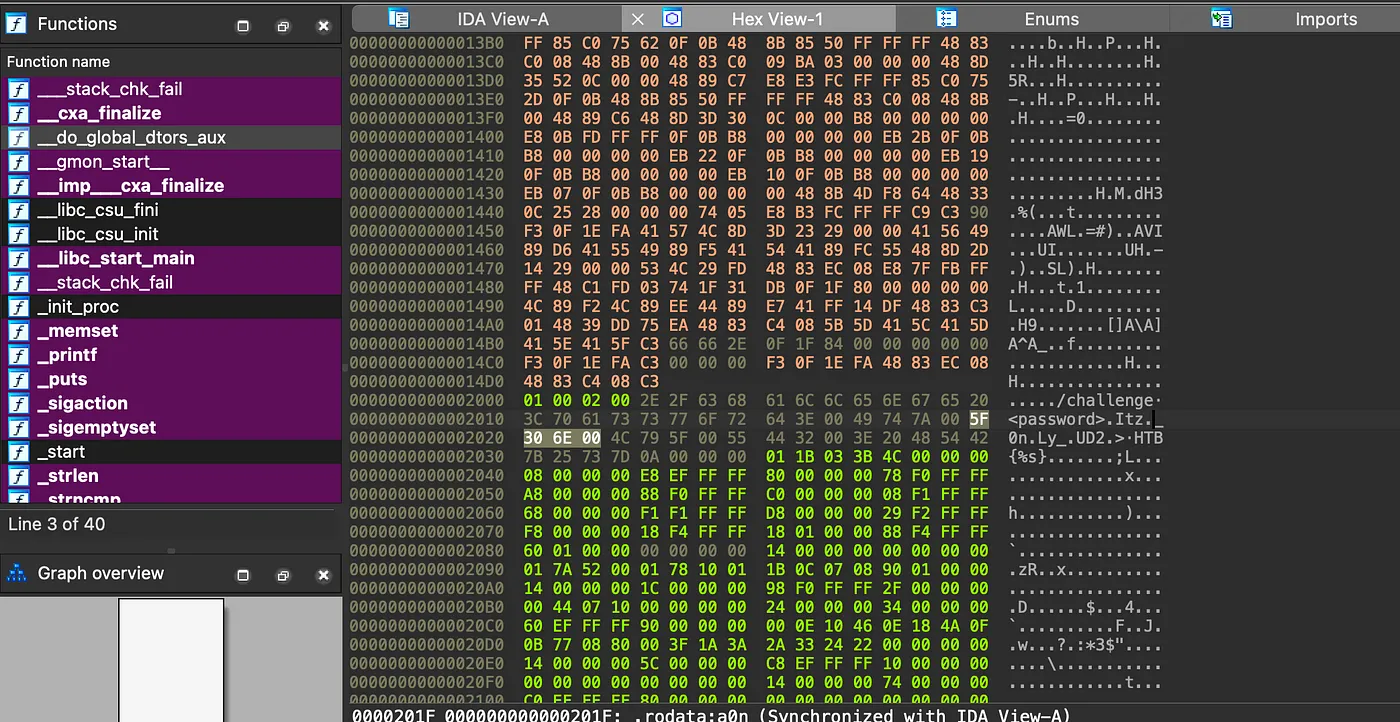 Functions
IDA View-A
Hex View-1
Enums
Imports
Function name
___stack_chk_fail
__cxa_finalize
__do_global_dtors_aux
__gmon_start__
__imp___cxa_finalize
__libc_csu_fini
__libc_csu_init
__libc_start_main
__stack_chk_fail
_init_proc
_memset
_printf
_puts
_sigaction
_sigemptyset
_start
_strlen
_strncmp
Line 3 of 40
Graph overview
00000000000013B0 FF 85 C0 75 62 0F 0B 48 8B 85 50 FF FF FF 48 83 ....b..H..P...H.
00000000000013C0 C0 08 48 8B 00 48 83 C0 09 BA 03 00 00 00 48 8D ..H..H........H.
00000000000013D0 35 52 0C 00 00 48 89 C7 E8 E3 FC FF FF 85 C0 75 5R...H..........
00000000000013E0 2D 0F 0B 48 8B 85 50 FF FF FF 48 83 C0 08 48 8B -..H..P...H...H.
00000000000013F0 00 48 89 C6 48 8D 3D 30 0C 00 00 B8 00 00 00 00 .H....=0........
0000000000001400 E8 0B FD FF FF 0F 0B B8 00 00 00 00 EB 2B 0F 0B ................
0000000000001410 B8 00 00 00 00 EB 22 0F 0B B8 00 00 00 00 EB 19 ................
0000000000001420 0F 0B B8 00 00 00 00 EB 10 0F 0B B8 00 00 00 00 ................
0000000000001430 EB 07 0F 0B B8 00 00 00 00 48 8B 4D F8 64 48 33 .........H.M.dH3
0000000000001440 0C 25 28 00 00 00 74 05 E8 B3 FC FF FF C9 C3 90 .%(...t.........
0000000000001450 F3 0F 1E FA 41 57 4C 8D 3D 23 29 00 00 41 56 49 ....AWL.=#)..AVI
0000000000001460 89 D6 41 55 49 89 F5 41 54 41 89 FC 55 48 8D 2D ...UI......UH.-
0000000000001470 14 29 00 00 53 4C 29 FD 48 83 EC 08 E8 7F FB FF .)..SL).H.......
0000000000001480 FF 48 C1 FD 03 74 1F 31 DB 0F 1F 80 00 00 00 00 .H...t.1........
0000000000001490 4C 89 F2 4C 89 EE 44 89 E7 41 FF 14 DF 48 83 C3 L.....D.........
00000000000014A0 01 48 39 DD 75 EA 48 83 C4 08 5B 5D 41 5C 41 5D .H9.......[]A\A]
00000000000014B0 41 5E 41 5F C3 66 66 2E 0F 1F 84 00 00 00 00 00 A^A_..f.........
00000000000014C0 F3 0F 1E FA C3 00 00 00 F3 0F 1E FA 48 83 EC 08 ............H...
00000000000014D0 48 83 C4 08 C3 H...............
0000000000002000 01 00 02 00 2E 2F 63 68 61 6C 6C 65 6E 67 65 20 ...../challenge·
0000000000002010 3C 70 61 73 73 77 6F 72 64 3E 00 49 74 7A 00 5F <password>.Itz._
0000000000002020 30 6E 00 4C 79 5F 00 55 44 32 00 3E 20 48 54 42 0n.Ly_.UD2.>·HTB
0000000000002030 7B 25 73 7D 0A 00 00 00 01 1B 03 3B 4C 00 00 00 {%s}.......;L...
0000000000002040 08 00 00 00 E8 EF FF FF 80 00 00 00 78 F0 FF FF ............x...
0000000000002050 A8 00 00 00 88 F0 FF FF C0 00 00 00 08 F1 FF FF ................
0000000000002060 68 00 00 00 F1 F1 FF FF D8 00 00 00 29 F2 FF FF h...........)...
0000000000002070 F8 00 00 00 18 F4 FF FF 18 01 00 00 88 F4 FF FF ................
0000000000002080 60 01 00 00 00 00 00 00 14 00 00 00 00 00 00 00 `...............
0000000000002090 01 7A 52 00 01 78 10 01 1B 0C 07 08 90 01 00 00 .zR..x..........
00000000000020A0 14 00 00 00 1C 00 00 00 98 F0 FF FF 2F 00 00 00 ............/...
00000000000020B0 00 44 07 10 00 00 00 00 24 00 00 00 34 00 00 00 .D......$...4...
00000000000020C0 60 EF FF FF 90 00 00 00 00 0E 10 46 0E 18 4A 0F `..........F..J.
00000000000020D0 0B 77 08 80 00 3F 1A 3A 2A 33 24 22 00 00 00 00 .w...?.:*3$"....
00000000000020E0 14 00 00 00 5C 00 00 00 C8 EF FF FF 10 00 00 00 ....\...........
00000000000020F0 00 00 00 00 00 00 00 00 14 00 00 00 74 00 00 00 ............t...
0000201F 000000000000201F: .rodata:a0n (Synchronized with IDA View-A)